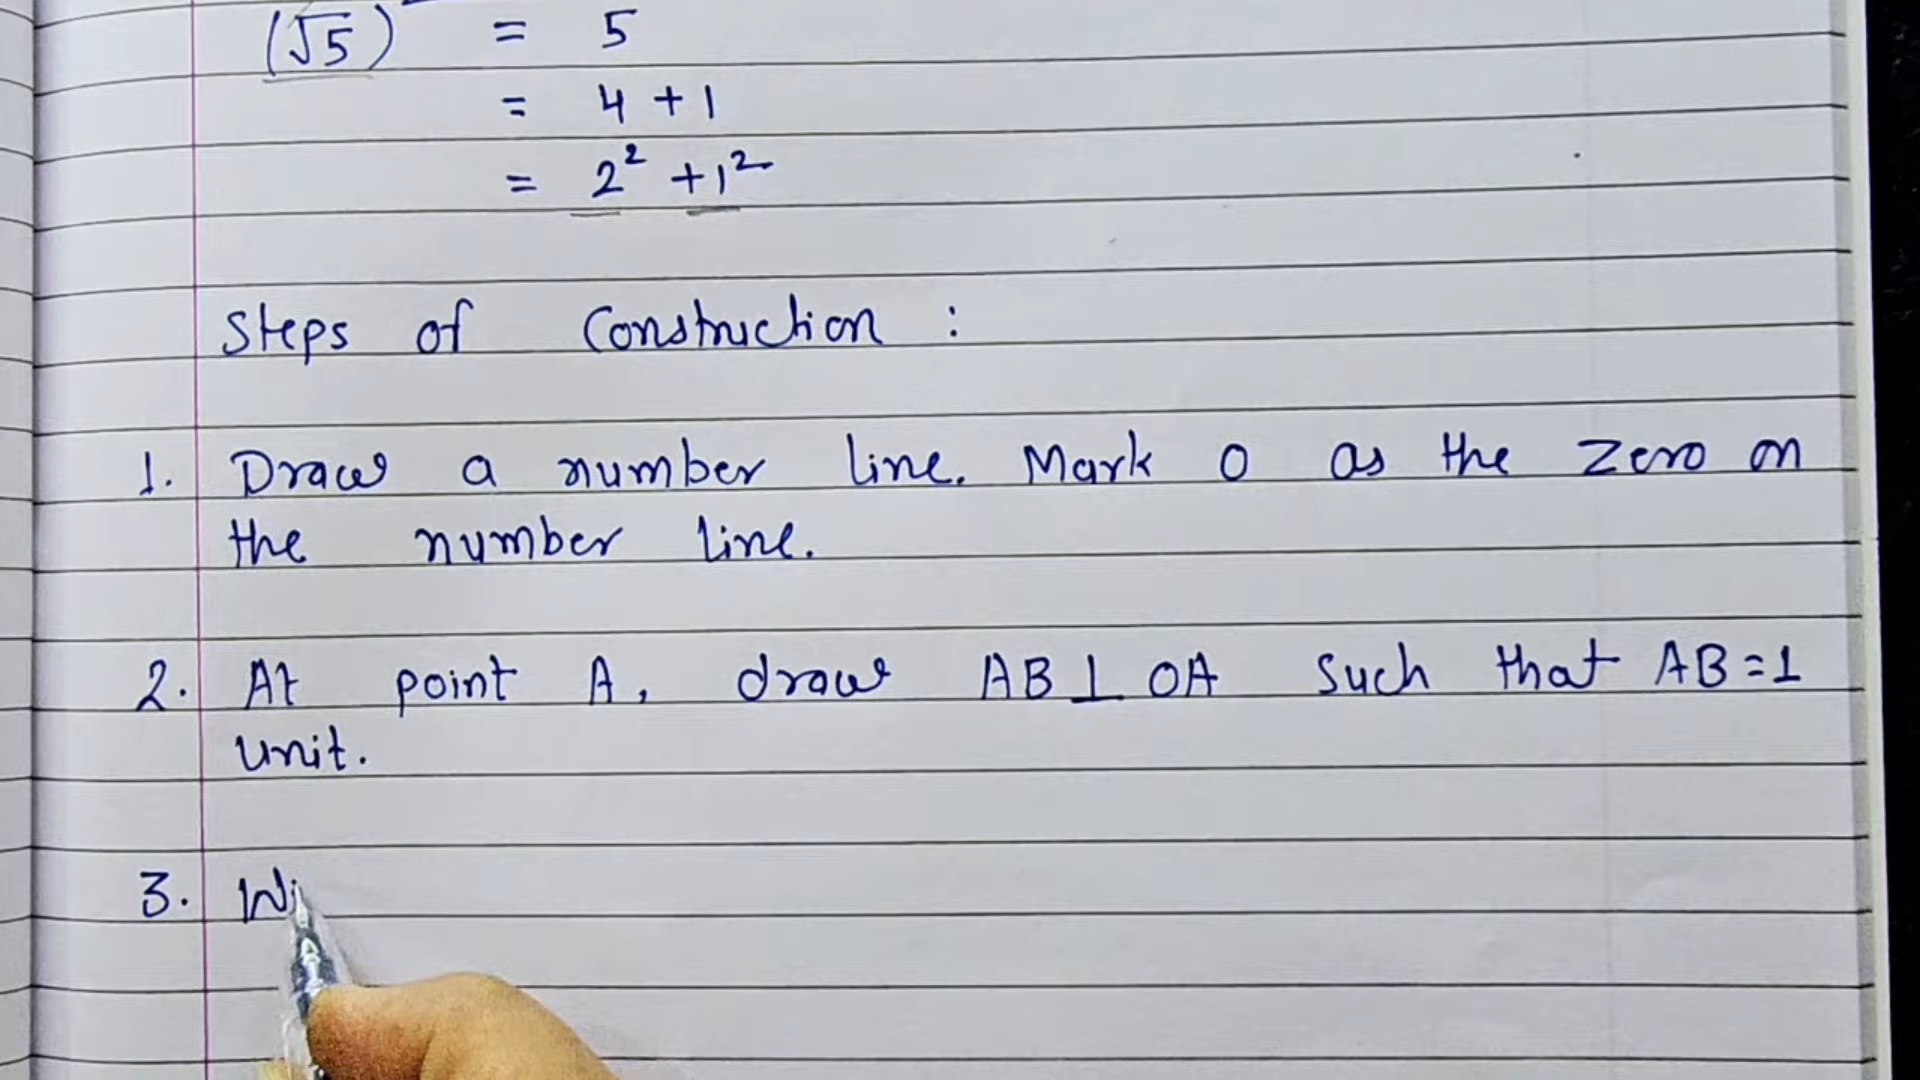 (√5)² = 5
= 4 + 1
= 2² + 1²
Steps of Construction :
1. Draw a number line. Mark O as the zero on
the number line.
2. At point A, draw AB ⊥ OA such that AB = 1
unit.
3. Wi